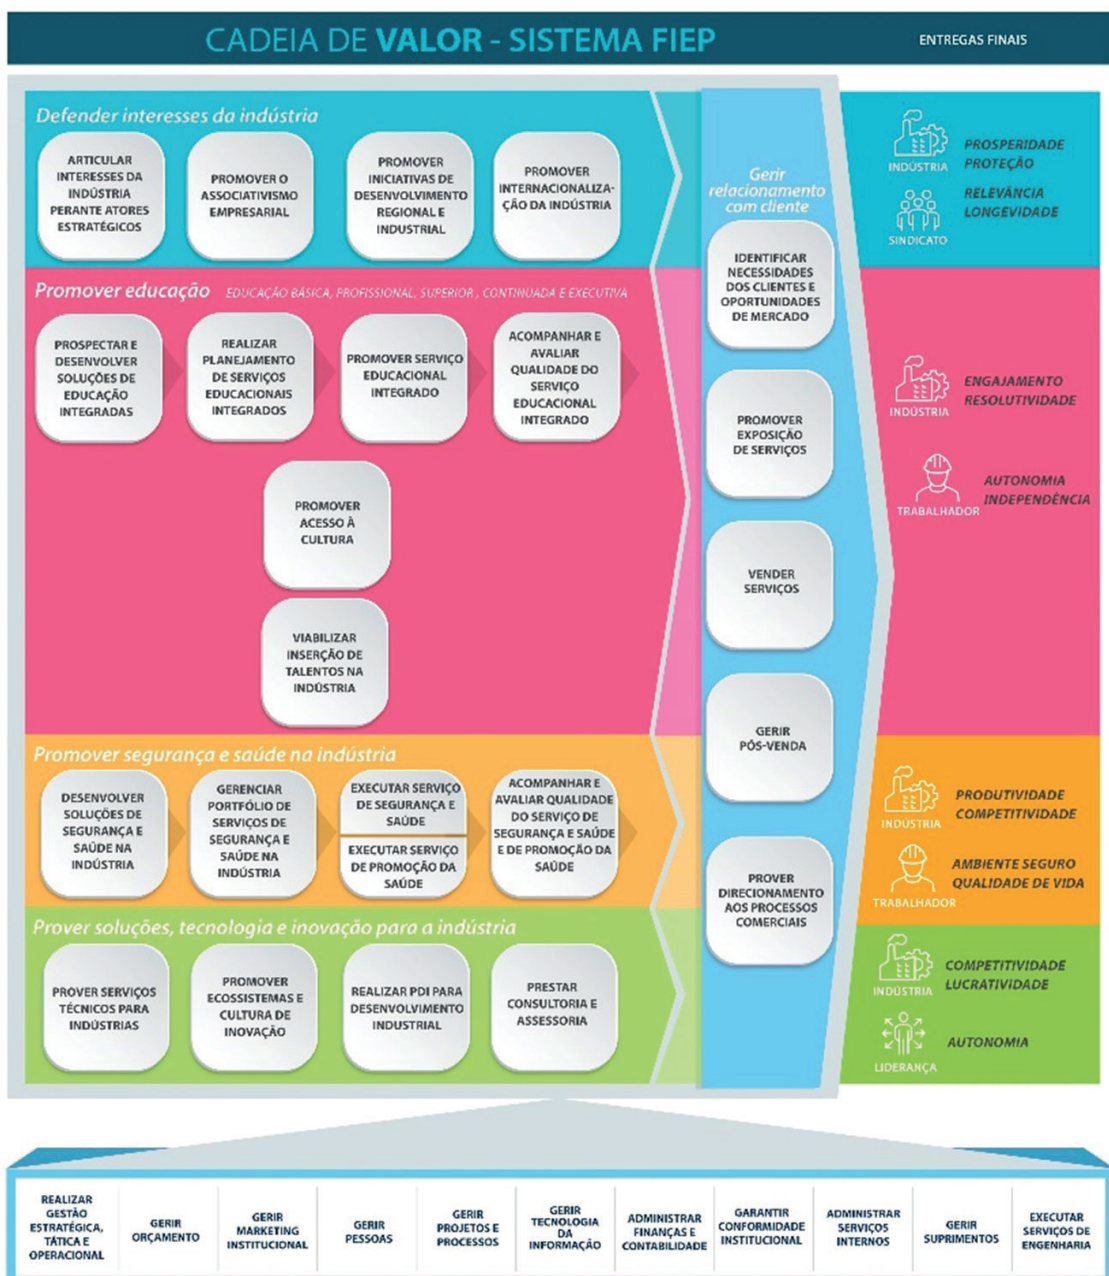 CADEIA DE VALOR - SISTEMA FIEP
ENTREGAS FINAIS
Defender interesses da indústria
ARTICULAR
INTERESSES DA
INDÚSTRIA
PERANTE ATORES
ESTRATÉGICOS
PROMOVER O
ASSOCIATIVISMO
EMPRESARIAL
PROMOVER
INICIATIVAS DE
DESENVOLVIMENTO
REGIONAL E
INDUSTRIAL
PROMOVER
INTERNACIONALIZA-
ÇÃO DA INDÚSTRIA
Promover educação
EDUCAÇÃO BÁSICA, PROFISSIONAL, SUPERIOR, CONTINUADA E EXECUTIVA
PROSPECTAR E
DESENVOLVER
SOLUÇÕES DE
EDUCAÇÃO
INTEGRADAS
REALIZAR
PLANEJAMENTO
DE SERVIÇOS
EDUCACIONAIS
INTEGRADOS
PROMOVER SERVIÇO
EDUCACIONAL
INTEGRADO
ACOMPANHAR E
AVALIAR
QUALIDADE DO
SERVIÇO
EDUCACIONAL
INTEGRADO
PROMOVER
ACESSO À
CULTURA
VIABILIZAR
INSERÇÃO DE
TALENTOS NA
INDÚSTRIA
Promover segurança e saúde na indústria
DESENVOLVER
SOLUÇÕES DE
SEGURANÇA E
SAÚDE NA
INDÚSTRIA
GERENCIAR
PORTFÓLIO DE
SERVIÇOS DE
SEGURANÇA E
SAÚDE NA
INDÚSTRIA
EXECUTAR SERVIÇO
DE SEGURANÇA E
SAÚDE
EXECUTAR SERVIÇO
DE PROMOÇÃO DA
SAÚDE
ACOMPANHAR E
AVALIAR QUALIDADE
DO SERVIÇO DE
SEGURANÇA E SAÚDE
E DE PROMOÇÃO DA
SAÚDE
Prover soluções, tecnologia e inovação para a indústria
PROVER SERVIÇOS
TÉCNICOS PARA
INDÚSTRIAS
PROMOVER
ECOSSISTEMAS E
CULTURA DE
INOVAÇÃO
REALIZAR PDI PARA
DESENVOLVIMENTO
INDUSTRIAL
PRESTAR
CONSULTORIA E
ASSESSORIA
Gerir
relacionamento
com cliente
IDENTIFICAR
NECESSIDADES
DOS CLIENTES E
OPORTUNIDADES
DE MERCADO
PROMOVER
EXPOSIÇÃO
DE SERVIÇOS
VENDER
SERVIÇOS
GERIR
PÓS-VENDA
PROVER
DIRECIONAMENTO
AOS PROCESSOS
COMERCIAIS
INDÚSTRIA
PROSPERIDADE
PROTEÇÃO
SINDICATO
RELEVÂNCIA
LONGEVIDADE
INDÚSTRIA
ENGAJAMENTO
RESOLUTIVIDADE
TRABALHADOR
AUTONOMIA
INDEPENDÊNCIA
INDÚSTRIA
PRODUTIVIDADE
COMPETITIVIDADE
TRABALHADOR
AMBIENTE SEGURO
QUALIDADE DE VIDA
INDÚSTRIA
COMPETITIVIDADE
LUCRATIVIDADE
LIDERANÇA
AUTONOMIA
REALIZAR
GESTÃO
ESTRATÉGICA,
TÁTICA E
OPERACIONAL
GERIR
ORÇAMENTO
GERIR
MARKETING
INSTITUCIONAL
GERIR
PESSOAS
GERIR
PROJETOS E
PROCESSOS
GERIR
TECNOLOGIA
DA
INFORMAÇÃO
ADMINISTRAR
FINANÇAS E
CONTABILIDADE
GARANTIR
CONFORMIDADE
INSTITUCIONAL
ADMINISTRAR
SERVIÇOS
INTERNOS
GERIR
SUPRIMENTOS
EXECUTAR
SERVIÇOS DE
ENGENHARIA